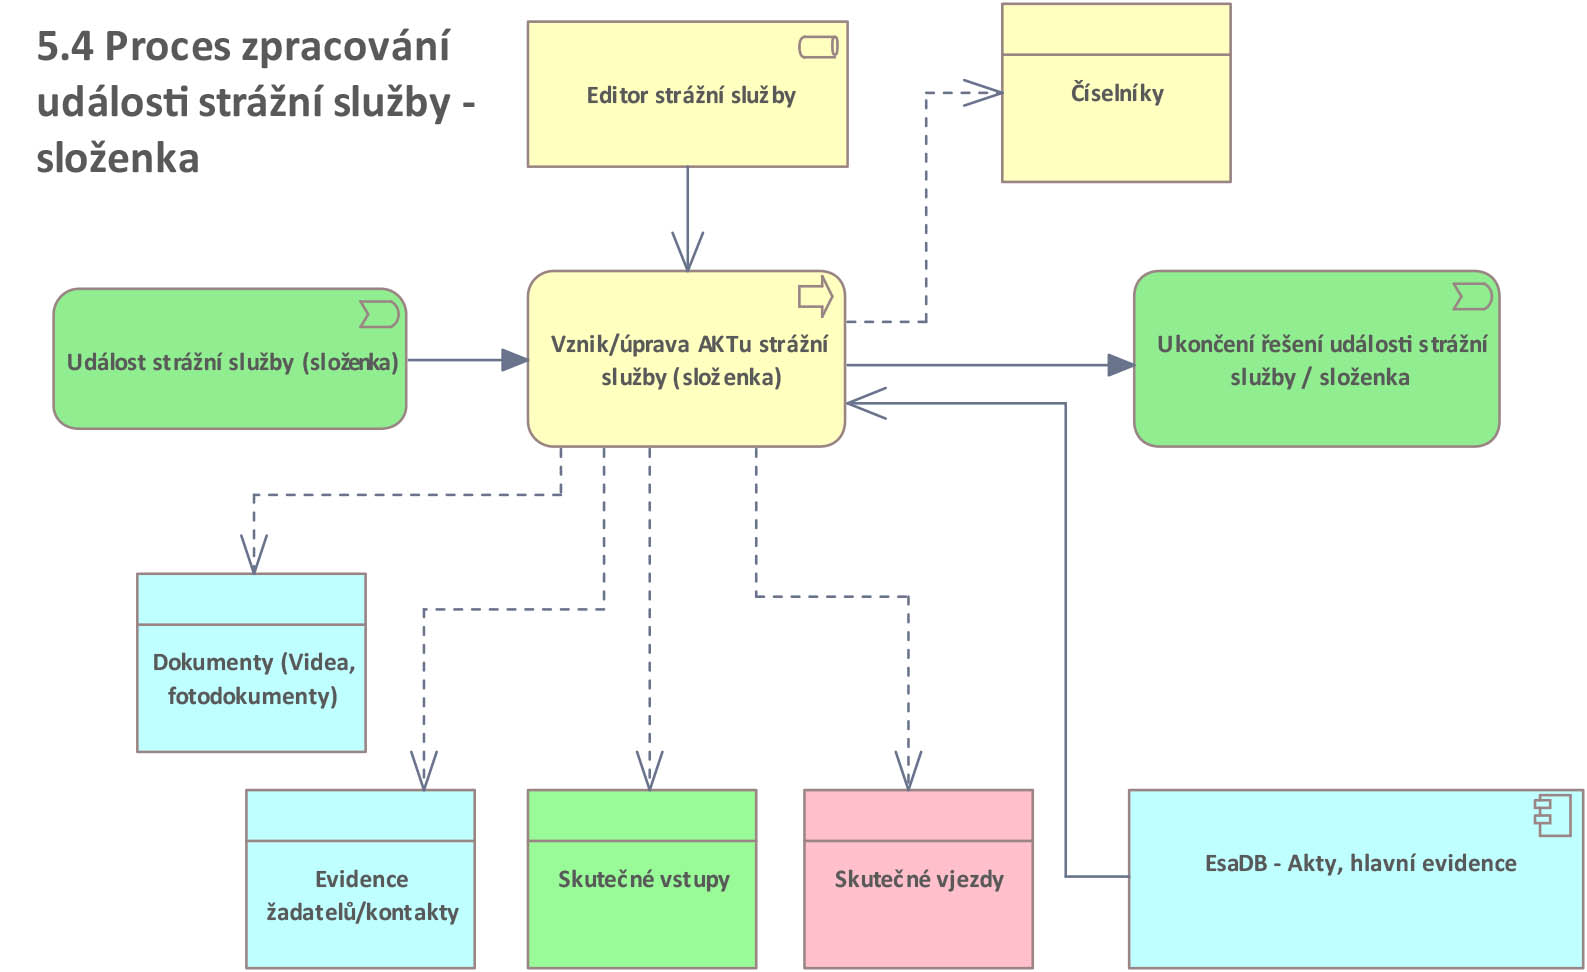 5.4 Proces zpracování
události strážní služby -
složenka
Editor strážní služby
Číselníky
Událost strážní služby (složenka)
Vznik/úprava AKTu strážní
služby (složenka)
Ukončení řešení události strážní
služby / složenka
Dokumenty (Videa,
fotodokumenty)
Evidence
žadatelů/kontakty
Skutečné vstupy
Skutečné vjezdy
EsaDB - Akty, hlavní evidence